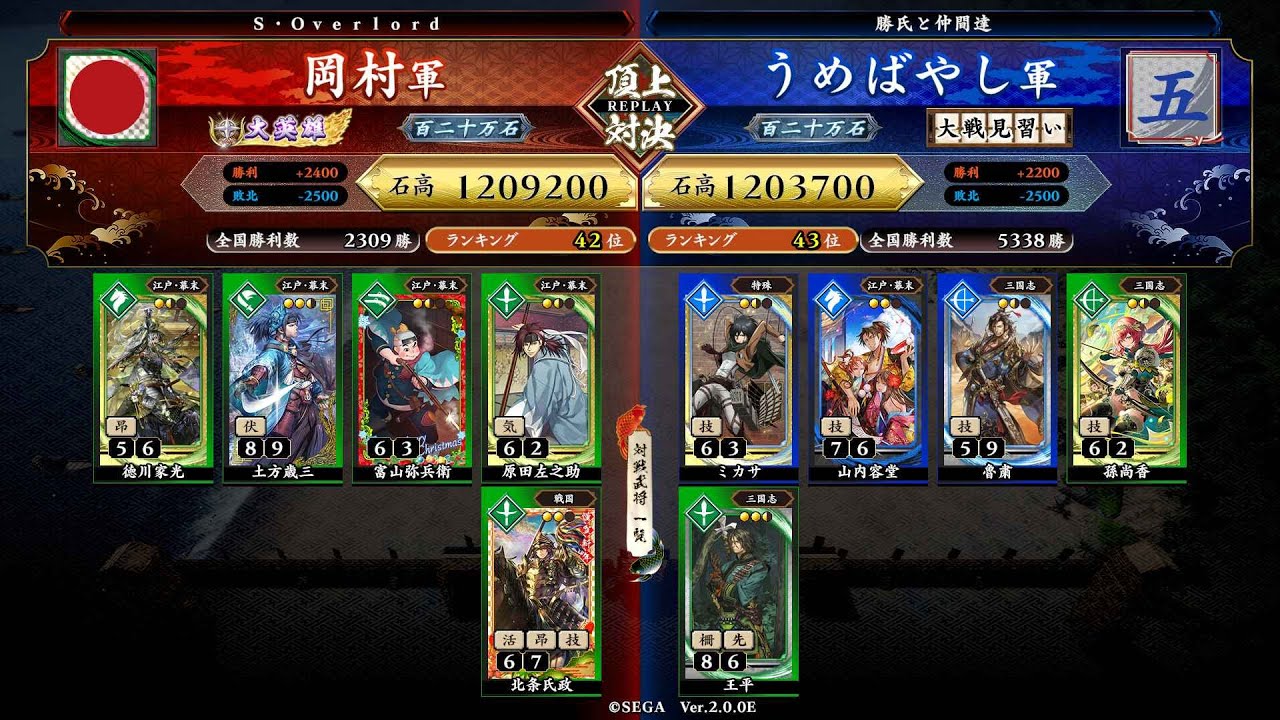 S・Overlord
勝氏と仲間達
岡村軍
頂上
REPLAY
対決
うめばやし軍
五
大英雄
百二十万石
百二十万石
大戦見習い
勝利 +2400
敗北 -2500
石高 1209200
石高 1203700
勝利 +2200
敗北 -2500
全国勝利数 2309勝
ランキング 42位
ランキング 43位
全国勝利数 5338勝
江戸・幕末
江戸・幕末
江戸・幕末
江戸・幕末
特殊
江戸・幕末
三国志
三国志
昂
伏
気
技
技
技
技
5 6
8 9
6 3
6 2
6 3
7 6
5 9
6 2
Christmas
徳川家光
土方歳三
富山弥兵衛
原田左之助
ミカサ
山内容堂
魯粛
孫尚香
対戦武将一覧
戦国
三国志
活 昂 技
柵 先
6 7
8 6
北条氏政
王平
©SEGA Ver.2.0.0E